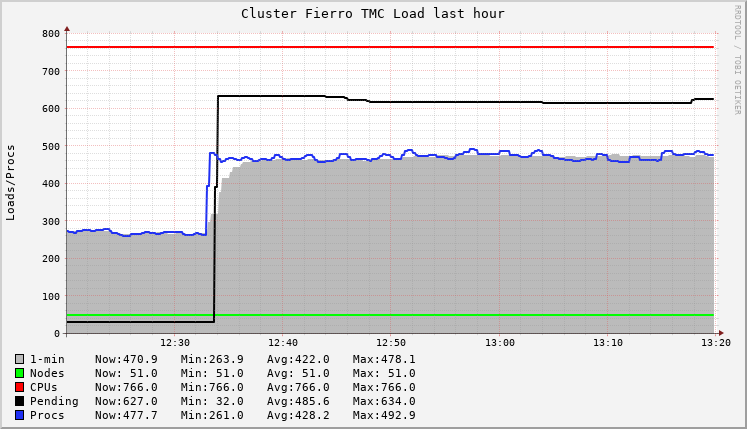 Cluster Fierro TMC Load last hour
RRDTOOL / TOBI OETIKER
Loads/Procs
800
700
600
500
400
300
200
100
0
12:30 12:40 12:50 13:00 13:10 13:20
1-min Now:470.9 Min:263.9 Avg:422.0 Max:478.1
Nodes Now: 51.0 Min: 51.0 Avg: 51.0 Max: 51.0
CPUs Now:766.0 Min:766.0 Avg:766.0 Max:766.0
Pending Now:627.0 Min: 32.0 Avg:485.6 Max:634.0
Procs Now:477.7 Min:261.0 Avg:428.2 Max:492.9